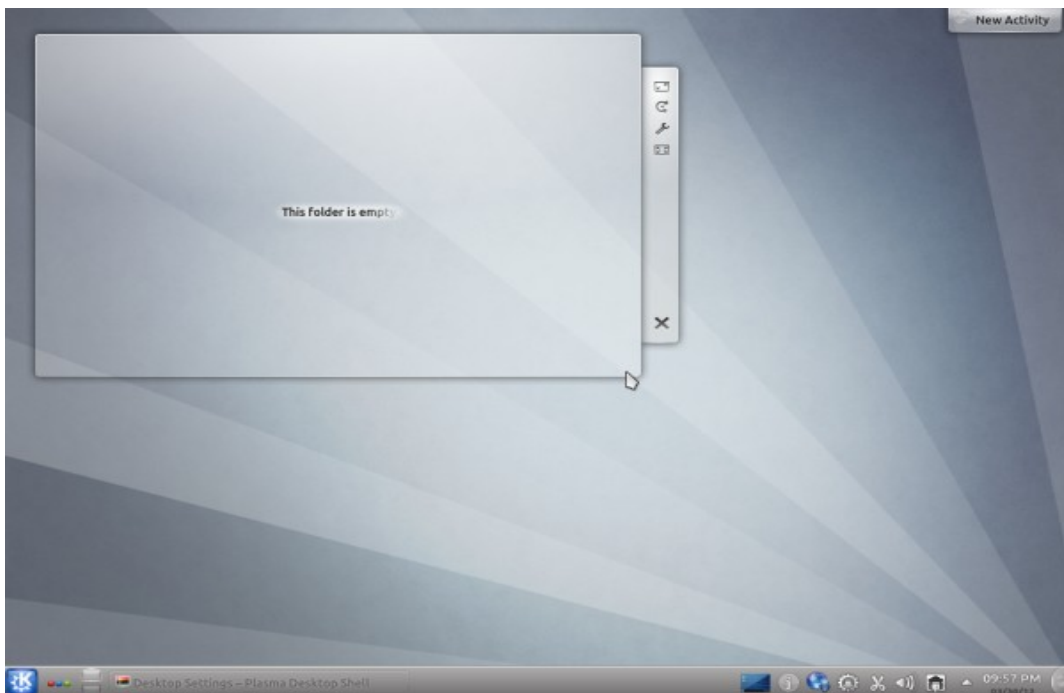 New Activity
This folder is empty
Desktop Settings – Plasma Desktop Shell
09:57 PM